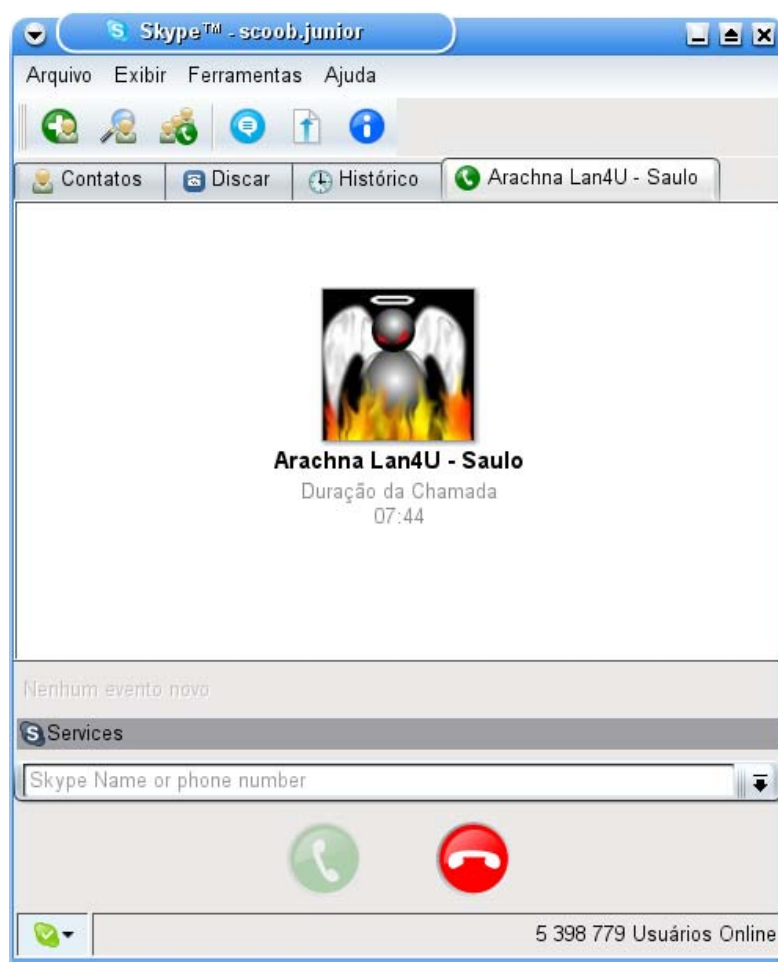 Skype™ - scoob.junior
Arquivo Exibir Ferramentas Ajuda
Contatos Discar Histórico Arachna Lan4U - Saulo
Arachna Lan4U - Saulo
Duração da Chamada
07:44
Nenhum evento novo
Services
Skype Name or phone number
5 398 779 Usuários Online